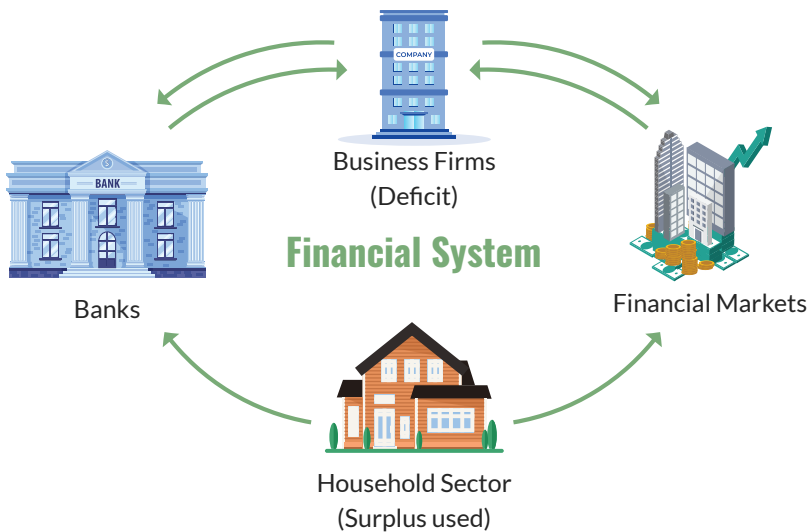 COMPANY
Business Firms
(Deficit)
BANK
Financial System
Banks
Financial Markets
Household Sector
(Surplus used)